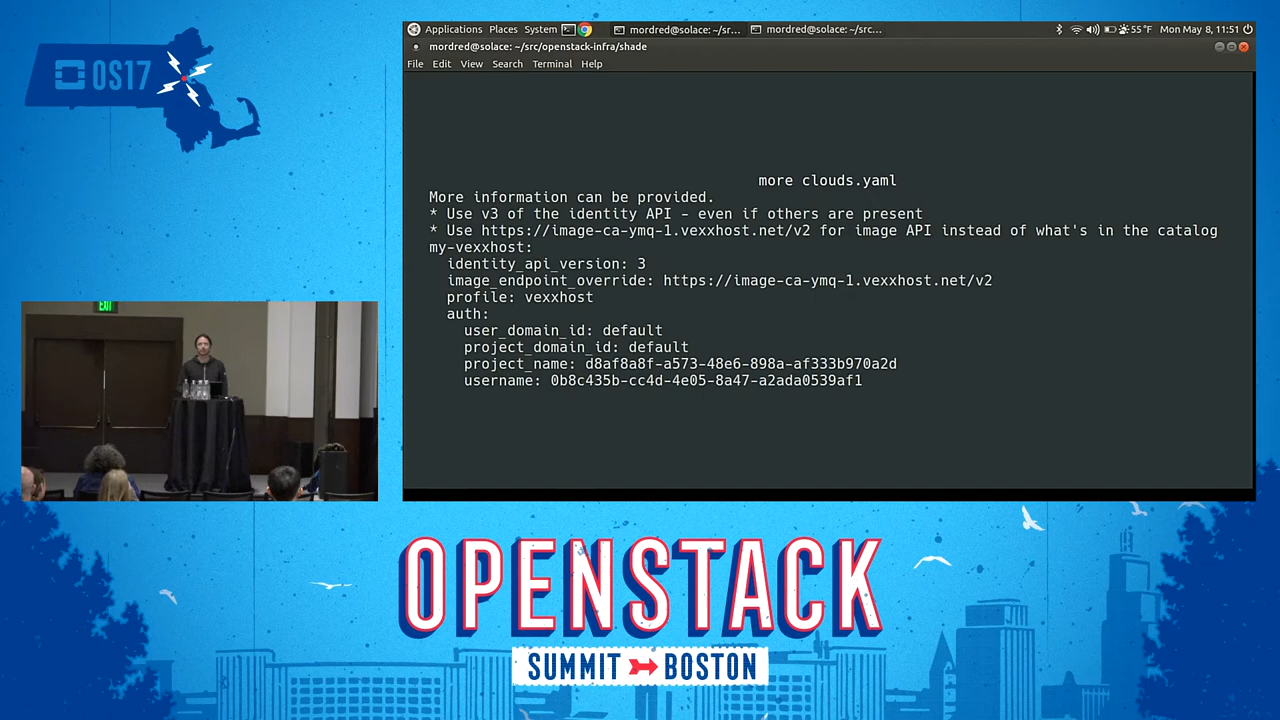 OS17
Applications Places System mordred@solace: ~/sr... mordred@solace: ~/src... 55 °F Mon May 8, 11:51
mordred@solace: ~/src/openstack-infra/shade
File Edit View Search Terminal Help
more clouds.yaml
More information can be provided.
* Use v3 of the identity API - even if others are present
* Use https://image-ca-ymq-1.vexxhost.net/v2 for image API instead of what's in the catalog
my-vexxhost:
identity_api_version: 3
image_endpoint_override: https://image-ca-ymq-1.vexxhost.net/v2
profile: vexxhost
auth:
user_domain_id: default
project_domain_id: default
project_name: d8af8a8f-a573-48e6-898a-af333b970a2d
username: 0b8c435b-cc4d-4e05-8a47-a2ada0539af1
EXIT
OPENSTACK
SUMMIT BOSTON